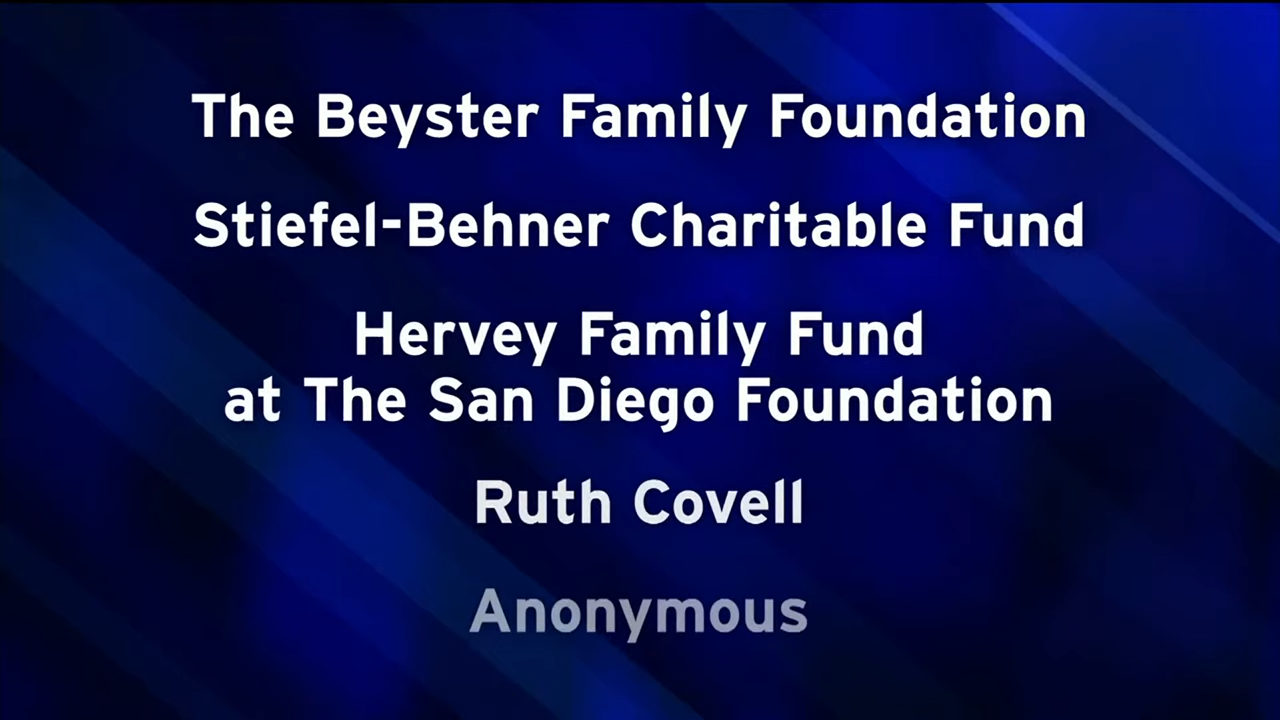 The Beyster Family Foundation
Stiefel-Behner Charitable Fund
Hervey Family Fund
at The San Diego Foundation
Ruth Covell
Anonymous